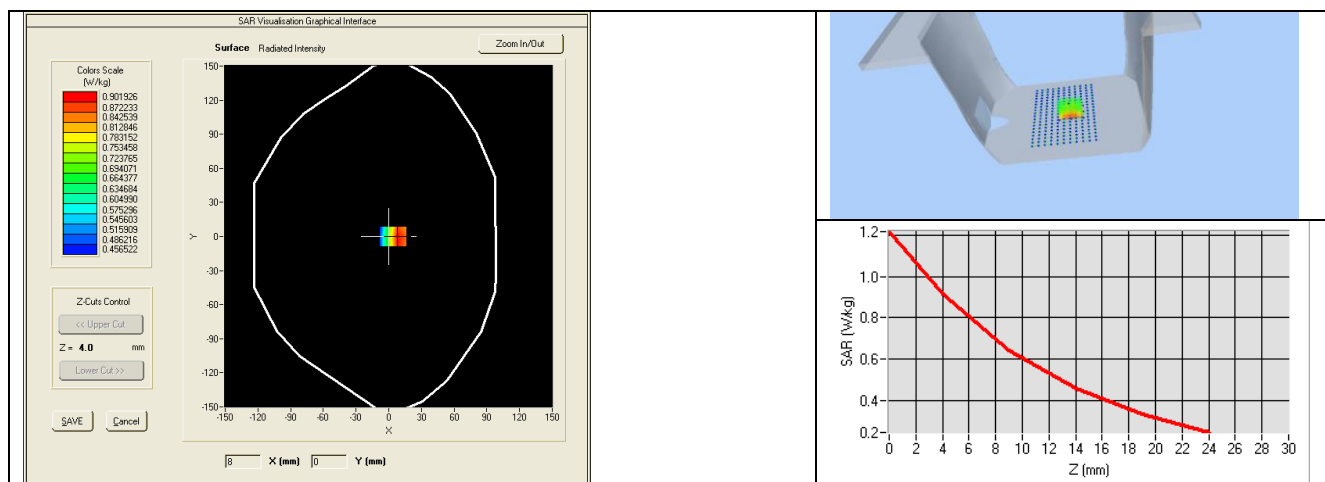 SAR Visualisation Graphical Interface
Surface Radiated Intensity
Zoom In/Out
Colors Scale
(W/kg)
0.901926
0.872233
0.842539
0.812846
0.783152
0.753458
0.723765
0.694071
0.664377
0.634684
0.604990
0.575296
0.545603
0.515909
0.486216
0.456522
Z-Cuts Control
<< Upper Cut
Z = 4.0 mm
Lower Cut >>
SAVE Cancel
150
120
90
60
30
0
-30
-60
-90
-120
-150
Y
-150 -120 -90 -60 -30 0 30 60 90 120 150
X
8 X (mm) 0 Y (mm)
1.2
1.0
0.8
0.6
0.4
0.2
SAR (W/kg)
0 2 4 6 8 10 12 14 16 18 20 22 24 26 28 30
Z (mm)